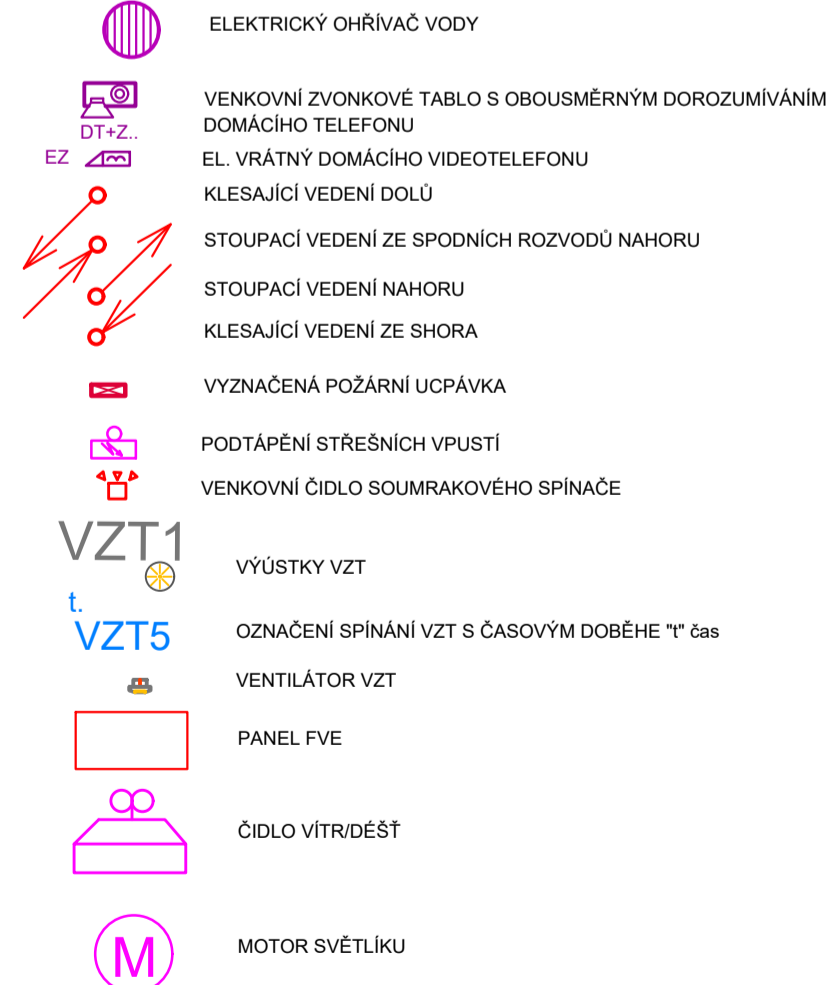 ELEKTRICKÝ OHŘÍVAČ VODY
VENKOVNÍ ZVONKOVÉ TABLO S OBOUSMĚRNÝM DOROZUMÍVÁNÍM
DT+Z.. DOMÁCÍHO TELEFONU
EZ EL. VRÁTNÝ DOMÁCÍHO VIDEOTELEFONU
KLESAJÍCÍ VEDENÍ DOLŮ
STOUPACÍ VEDENÍ ZE SPODNÍCH ROZVODŮ NAHORU
STOUPACÍ VEDENÍ NAHORU
KLESAJÍCÍ VEDENÍ ZE SHORA
VYZNAČENÁ POŽÁRNÍ UCPÁVKA
PODTÁPĚNÍ STŘEŠNÍCH VPUSTÍ
VENKOVNÍ ČIDLO SOUMRAKOVÉHO SPÍNAČE
VZT1
VÝÚSTKY VZT
t.
VZT5 OZNAČENÍ SPÍNÁNÍ VZT S ČASOVÝM DOBĚHE "t" čas
VENTILÁTOR VZT
PANEL FVE
ČIDLO VÍTR/DÉŠŤ
M MOTOR SVĚTLÍKU